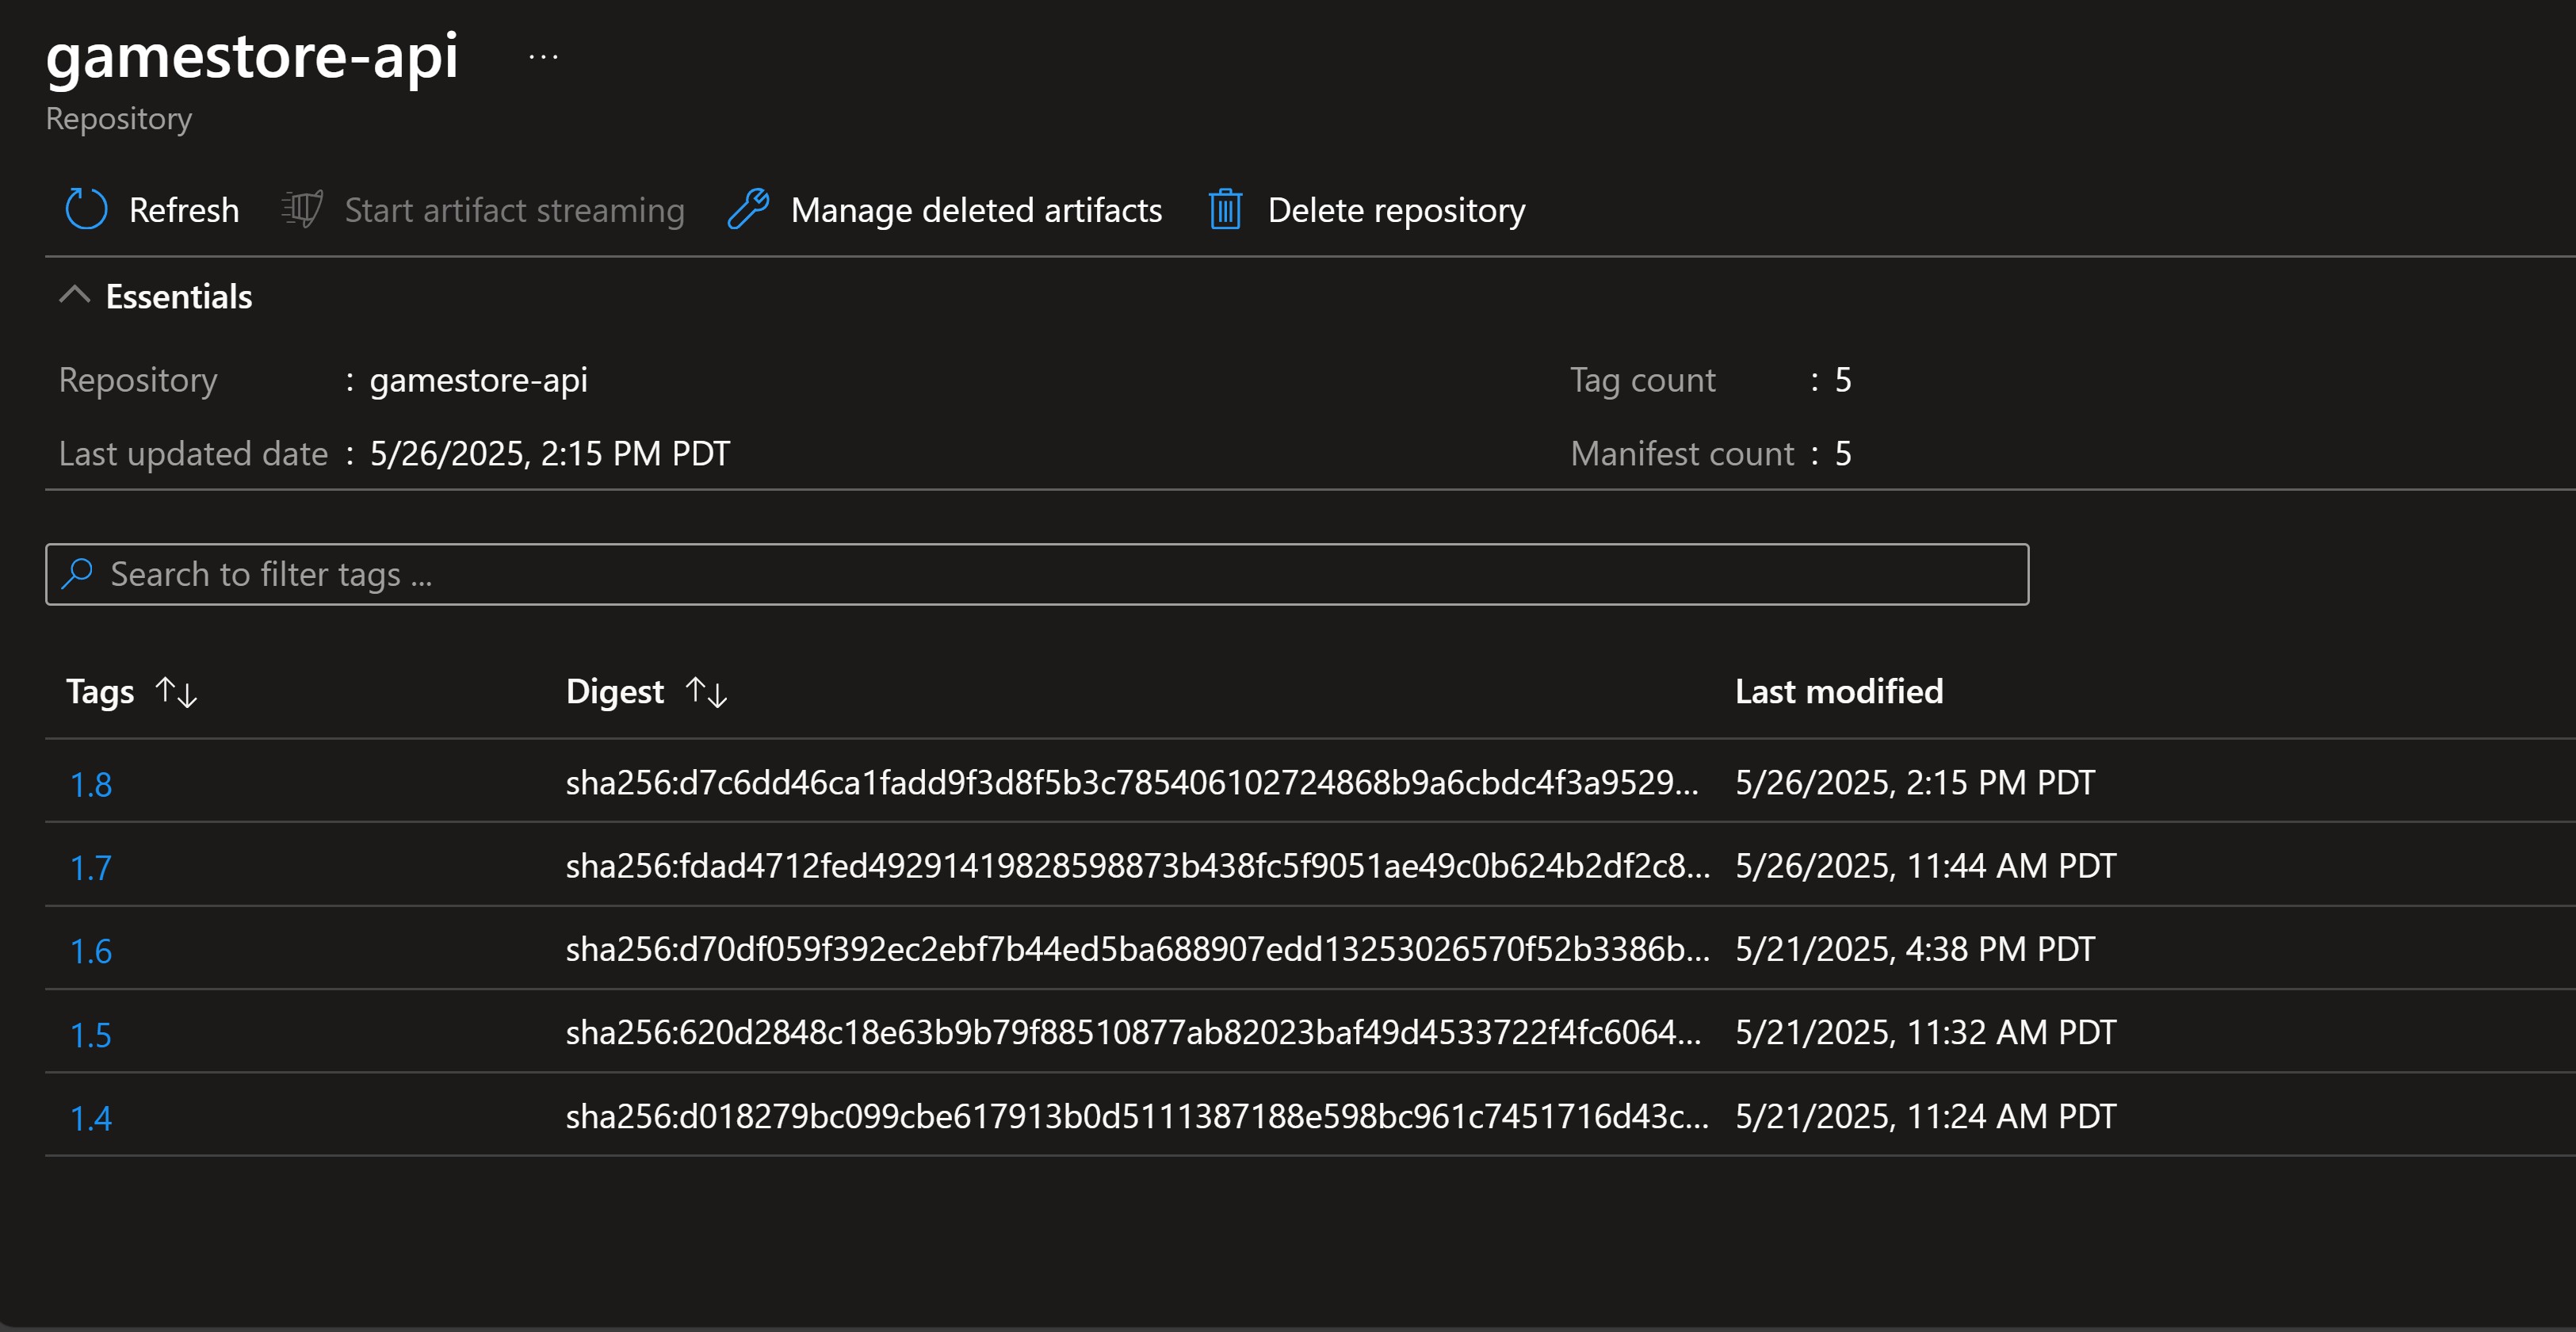 gamestore-api ...
Repository
Refresh Start artifact streaming Manage deleted artifacts Delete repository
Essentials
Repository : gamestore-api Tag count : 5
Last updated date : 5/26/2025, 2:15 PM PDT Manifest count : 5
Search to filter tags ...
Tags Digest Last modified
1.8 sha256:d7c6dd46ca1fadd9f3d8f5b3c785406102724868b9a6cbdc4f3a9529... 5/26/2025, 2:15 PM PDT
1.7 sha256:fdad4712fed49291419828598873b438fc5f9051ae49c0b624b2df2c8... 5/26/2025, 11:44 AM PDT
1.6 sha256:d70df059f392ec2ebf7b44ed5ba688907edd13253026570f52b3386b... 5/21/2025, 4:38 PM PDT
1.5 sha256:620d2848c18e63b9b79f88510877ab82023baf49d4533722f4fc6064... 5/21/2025, 11:32 AM PDT
1.4 sha256:d018279bc099cbe617913b0d5111387188e598bc961c7451716d43c... 5/21/2025, 11:24 AM PDT